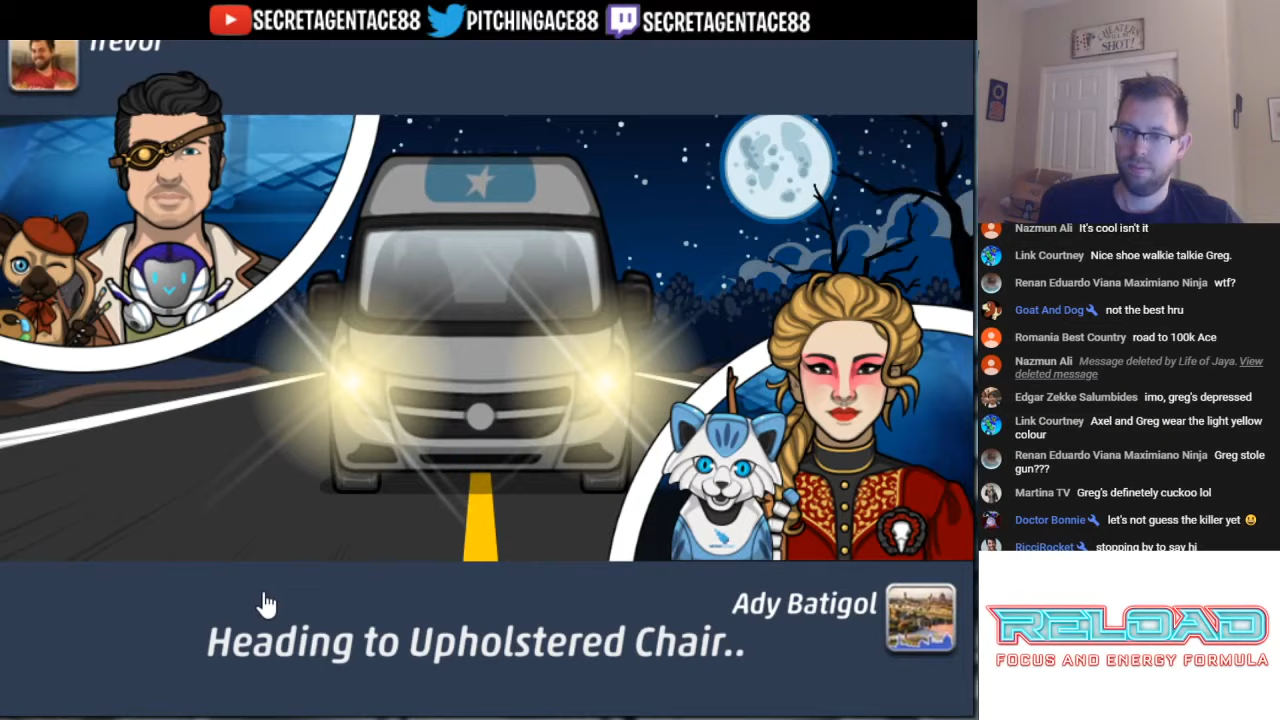 SECRETAGENTACE88 PITCHINGACE88 SECRETAGENTACE88
Trevor
CHEATERS
SHOT!
Nazmun Ali It's cool isn't it
Link Courtney Nice shoe walkie talkie Greg.
Renan Eduardo Viana Maximiano Ninja wtf?
Goat And Dog not the best hru
Romania Best Country road to 100k Ace
Nazmun Ali Message deleted by Life of Jaya. View
deleted message
Edgar Zekke Salumbides imo, greg's depressed
Link Courtney Axel and Greg wear the light yellow
colour
Renan Eduardo Viana Maximiano Ninja Greg stole
gun???
Martina TV Greg's definetely cuckoo lol
Doctor Bonnie let's not guess the killer yet
RicciRocket stopping by to say hi
Ady Batigol
Heading to Upholstered Chair..
RELOAD
FOCUS AND ENERGY FORMULA